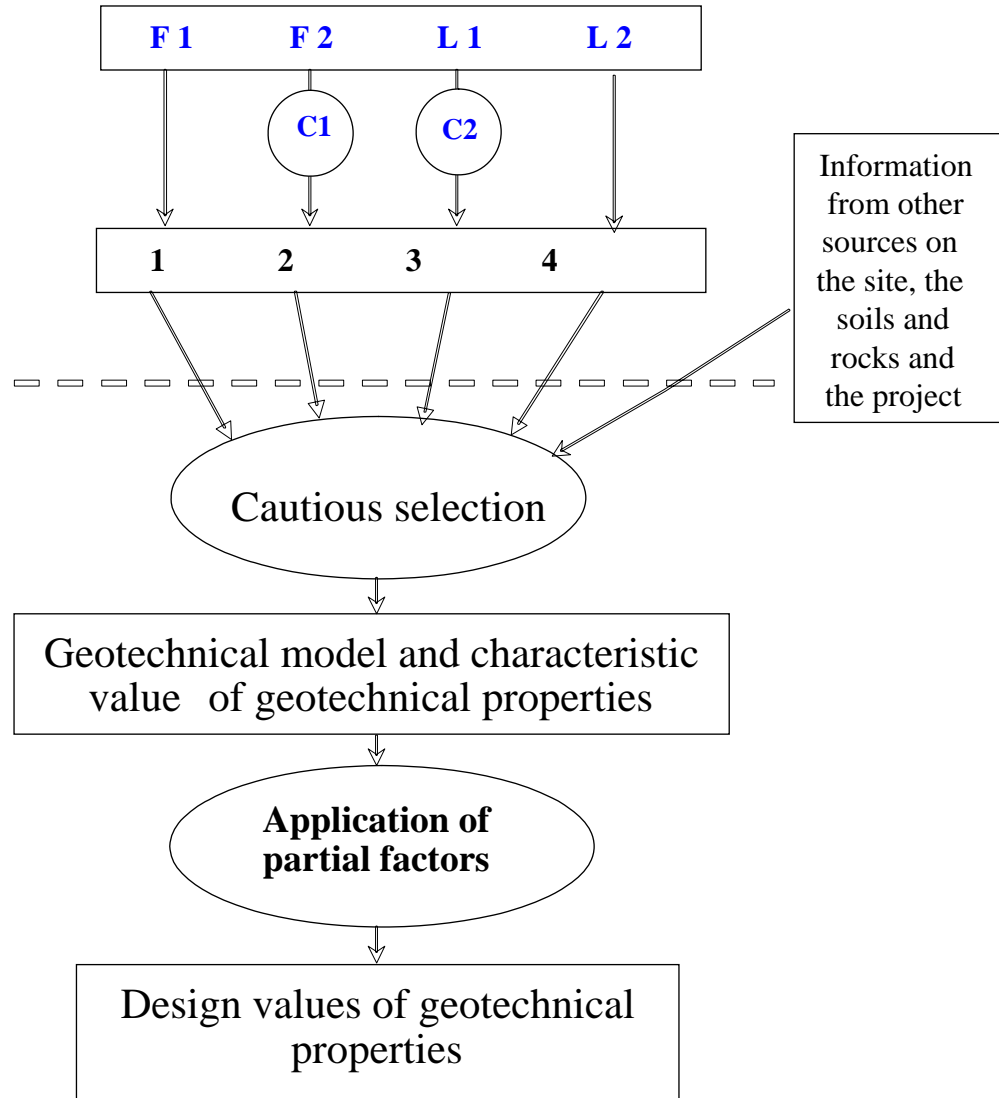 F 1 F 2 L 1 L 2
C1 C2
1 2 3 4
Information
from other
sources on
the site, the
soils and
rocks and
the project
Cautious selection
Geotechnical model and characteristic
value of geotechnical properties
Application of
partial factors
Design values of geotechnical
properties